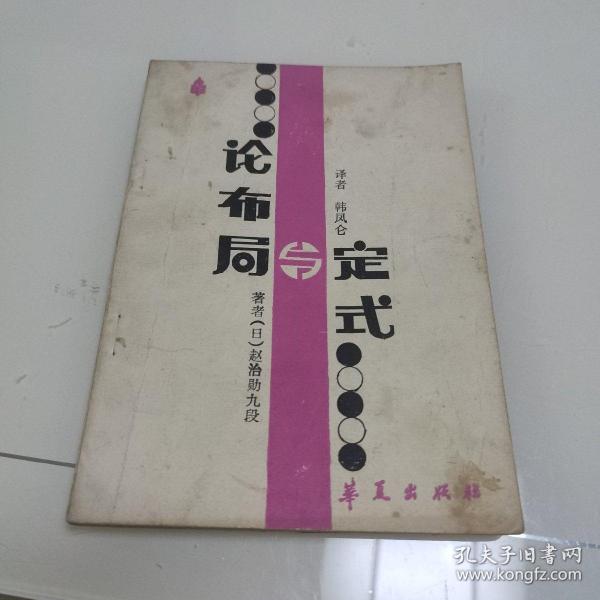 论布局
与
定式
译者 韩凤仑
著者(日)赵治勋九段
华夏出版社
孔夫子旧书网
www.kongfz.com